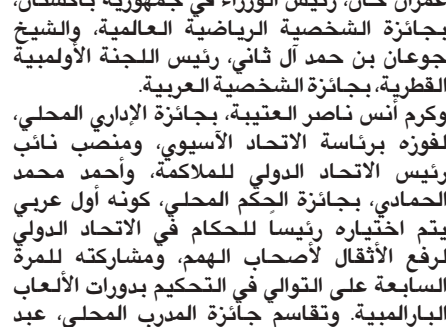 عمران خان، رئيس الوزراء في جمهورية باكستان،
بجائزة الشخصية الرياضية العالمية، والشيخ
جوعان بن حمد آل ثاني، رئيس اللجنة الأولمبية
القطرية، بجائزة الشخصية العربية.
وكرم أنس ناصر العتيبة، بجائزة الإداري المحلي،
لفوزه برئاسة الاتحاد الآسيوي، ومنصب نائب
رئيس الاتحاد الدولي للملاكمة، وأحمد محمد
الحمادي، بجائزة الحكم المحلي، كونه أول عربي
يتم اختياره رئيساً للحكام في الاتحاد الدولي
لرفع الأثقال لأصحاب الهمم، ومشاركته للمرة
السابعة على التوالي في التحكيم بدورات الألعاب
البارالمبية. وتقاسم جائزة المدرب المحلي، عبد